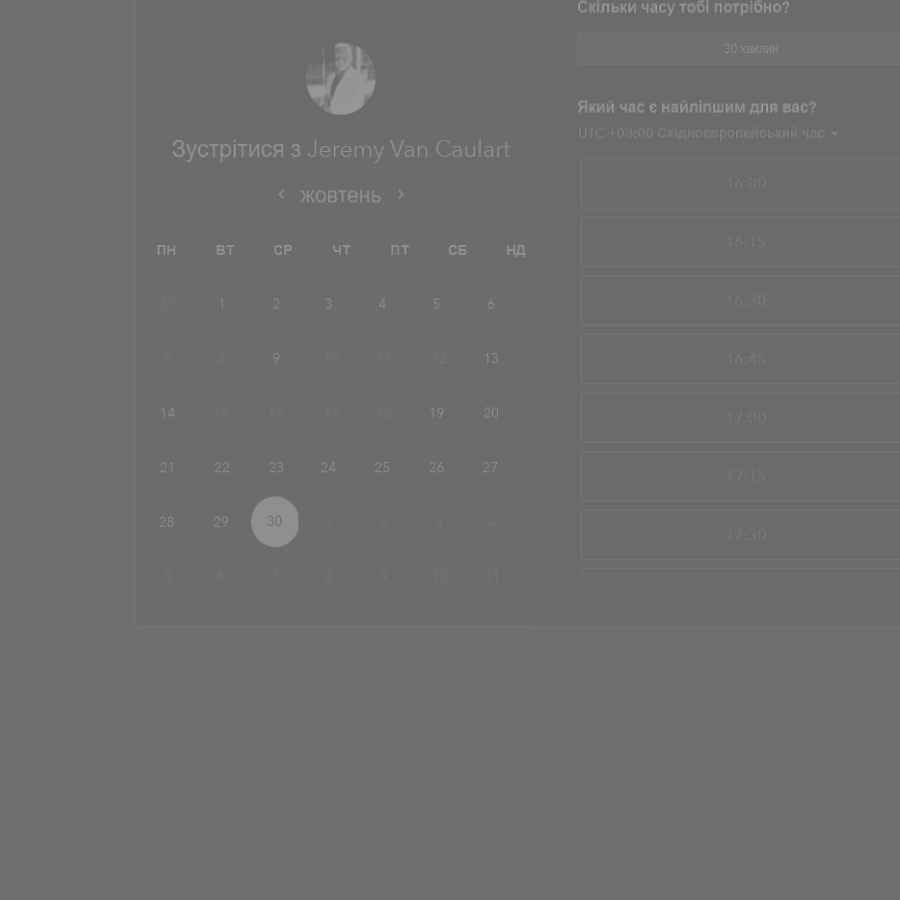 Зустрітися з Jeremy Van Caulart
жовтень
ПН ВТ СР ЧТ ПТ СБ НД
31 1 2 3 4 5 6
7 8 9 10 11 12 13
14 15 16 17 18 19 20
21 22 23 24 25 26 27
28 29 30 1 2 3 4
5 6 7 8 9 10 11
Скільки часу тобі потрібно?
30 хвилин
Який час є найліпшим для вас?
UTC +03:00 Східноєвропейський час
16:00
16:15
16:30
16:45
17:00
17:15
17:30